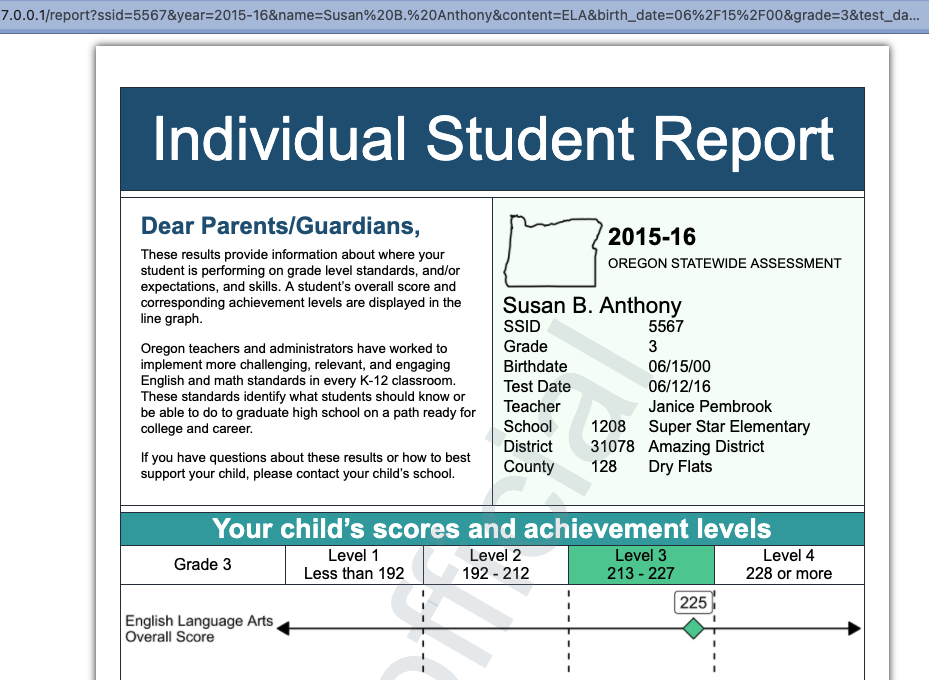 7.0.0.1/report?ssid=5567&year=2015-16&name=Susan%20B.%20Anthony&content=ELA&birth_date=06%2F15%2F00&grade=3&test_da...
Individual Student Report
Dear Parents/Guardians,
These results provide information about where your
student is performing on grade level standards, and/or
expectations, and skills. A student's overall score and
corresponding achievement levels are displayed in the
line graph.
Oregon teachers and administrators have worked to
implement more challenging, relevant, and engaging
English and math standards in every K-12 classroom.
These standards identify what students should know or
be able to do to graduate high school on a path ready for
college and career.
If you have questions about these results or how to best
support your child, please contact your child's school.
2015-16
OREGON STATEWIDE ASSESSMENT
Susan B. Anthony
SSID 5567
Grade 3
Birthdate 06/15/00
Test Date 06/12/16
Teacher Janice Pembrook
School 1208 Super Star Elementary
District 31078 Amazing District
County 128 Dry Flats
official
Your child's scores and achievement levels
Grade 3
Level 1
Less than 192
Level 2
192 - 212
Level 3
213 - 227
Level 4
228 or more
225
English Language Arts
Overall Score